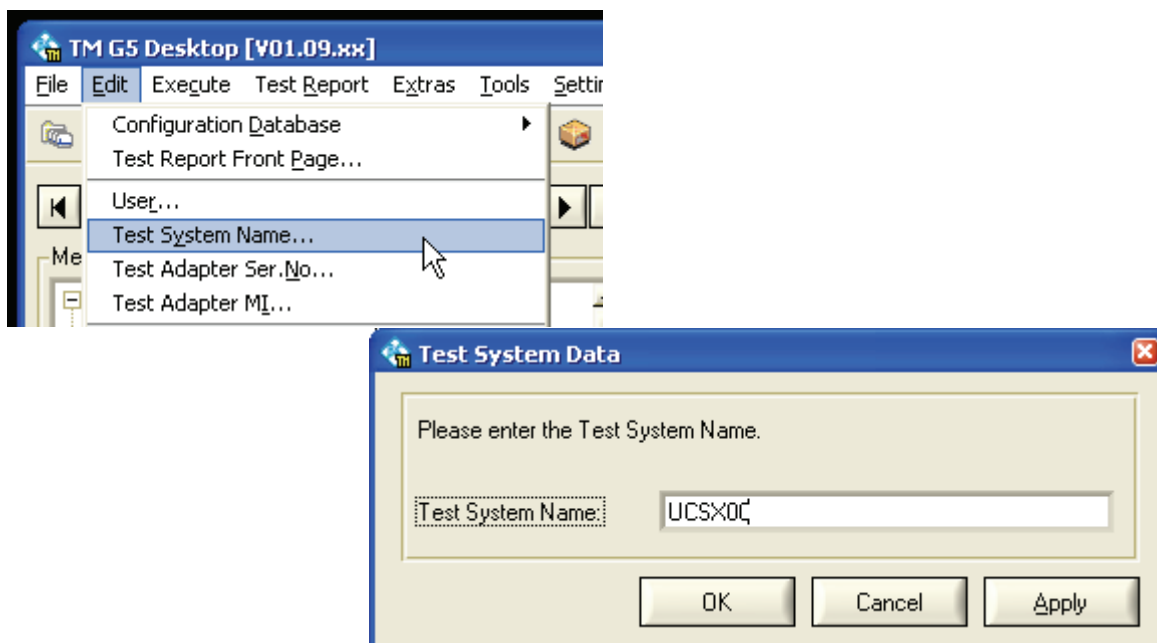 TM G5 Desktop [V01.09.xx]
File Edit Execute Test Report Extras Tools
Configuration Database
Test Report Front Page...
User...
Test System Name...
Test Adapter Ser.No...
Test Adapter MI...
Test System Data
Please enter the Test System Name.
Test System Name:
OK Cancel Apply